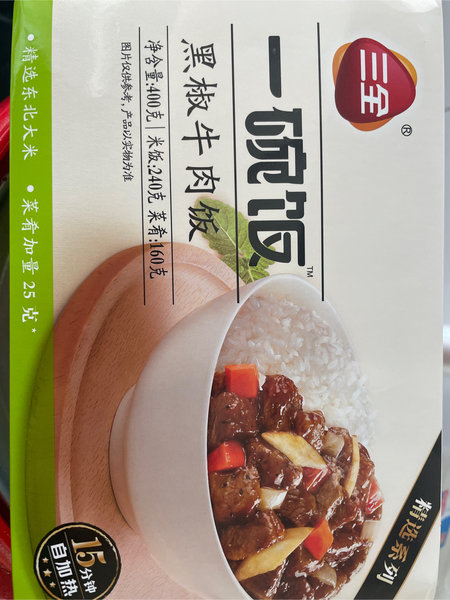 三全®
一碗饭™
黑椒牛肉饭
净含量:400克 | 米饭:240克 菜肴:160克
图片仅供参考,产品以实物为准
• 精选东北大米 • 菜肴加量25克*
精选系列
15分钟
自加热